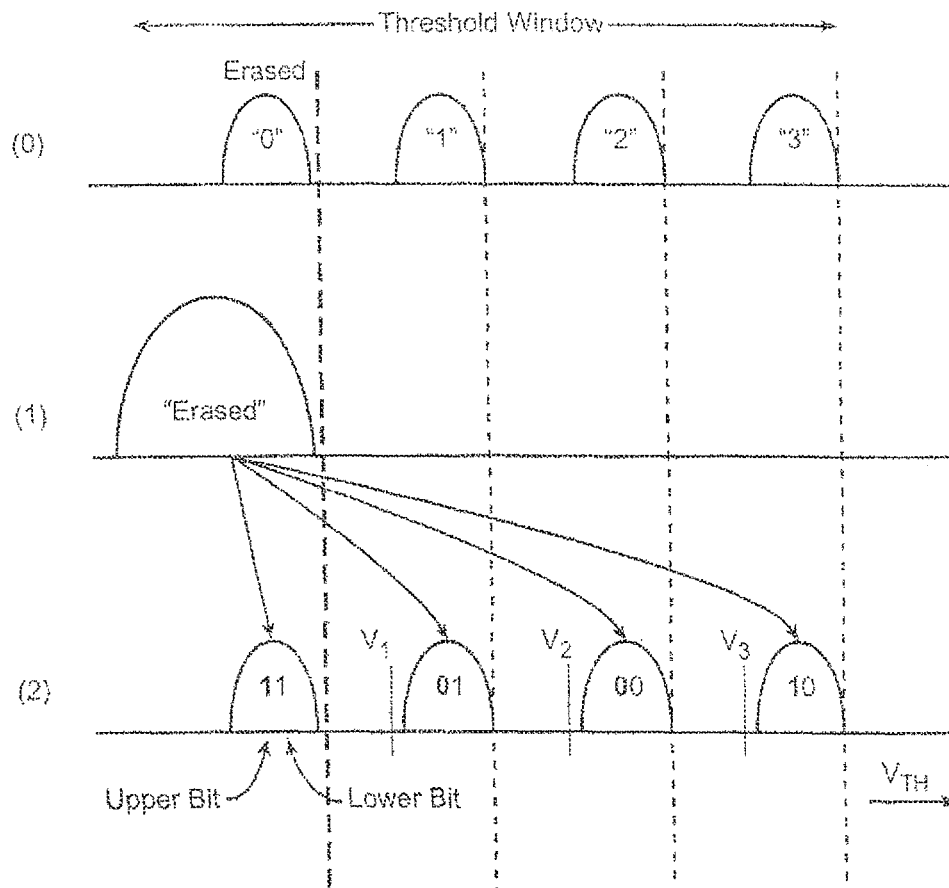 Threshold Window
Erased
(0)
"0" "1" "2" "3"
(1)
"Erased"
V1 V2 V3
(2)
11 01 00 10
Upper Bit Lower Bit
VTH